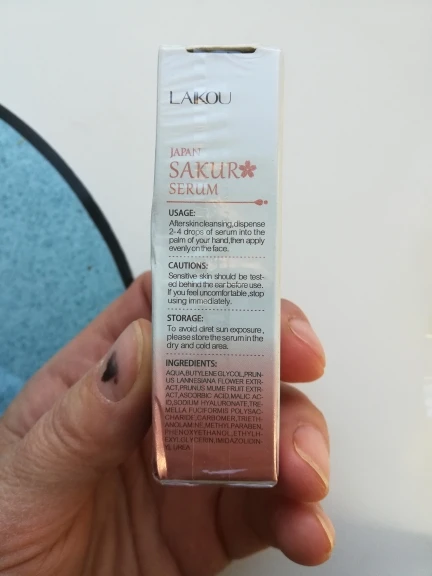 LAIKOU
JAPAN
SAKUR
SERUM
USAGE:
After skin cleansing, dispense
2-4 drops of serum into the
palm of your hand, then apply
evenly on the face.
CAUTIONS:
Sensitive skin should be test-
ed behind the ear before use.
If you feel uncomfortable, stop
using immediately.
STORAGE:
To avoid diret sun exposure,
please store the serum in the
dry and cold area.
INGREDIENTS:
AQUA,BUTYLENE GLYCOL,PRUN-
US LANNESIANA FLOWER EXTR-
ACT,PRUNUS MUME FRUIT EXTR-
ACT,ASCORBIC ACID,MALIC AC-
ID,SODIUM HYALURONATE,TRE-
MELLA FUCIFORMIS POLYSAC-
CHARIDE,CARBOMER,TRIETH-
ANOLAMINE,METHYLPARABEN,
PHENOXYETHANOL,ETHYLH-
EXYLGLYCERIN,IMIDAZOLIDIN-
YL UREA